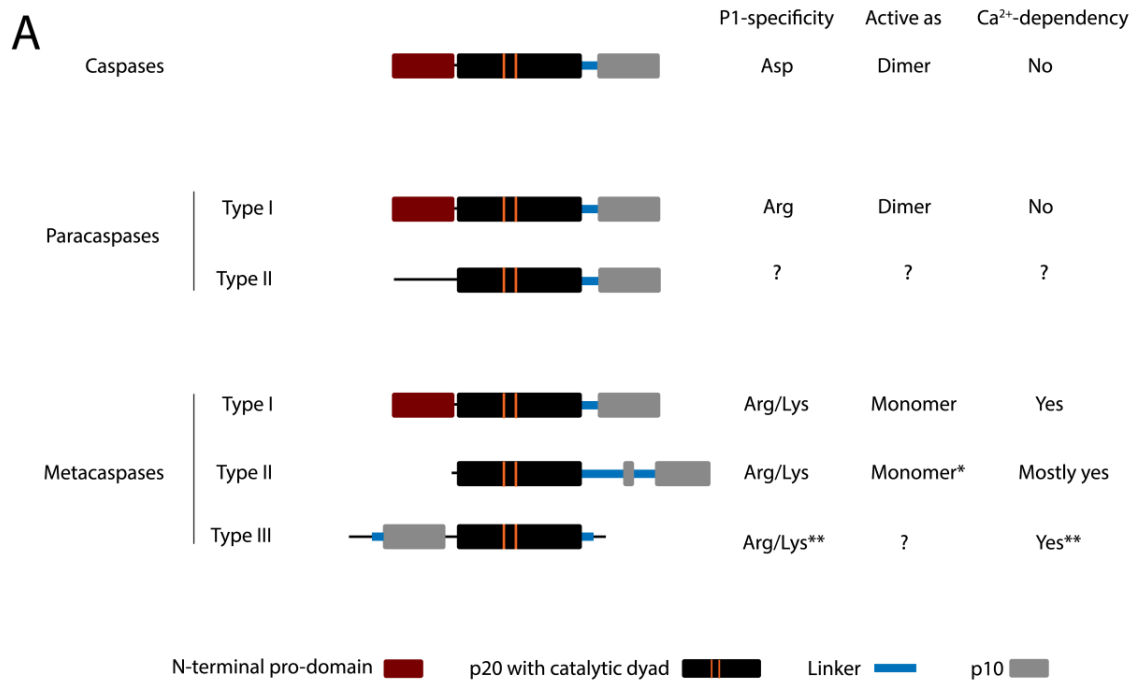 A
P1-specificity Active as Ca²⁺-dependency
Caspases Asp Dimer No
Type I Arg Dimer No
Paracaspases
Type II ? ? ?
Type I Arg/Lys Monomer Yes
Metacaspases Type II Arg/Lys Monomer* Mostly yes
Type III Arg/Lys** ? Yes**
N-terminal pro-domain p20 with catalytic dyad Linker p10